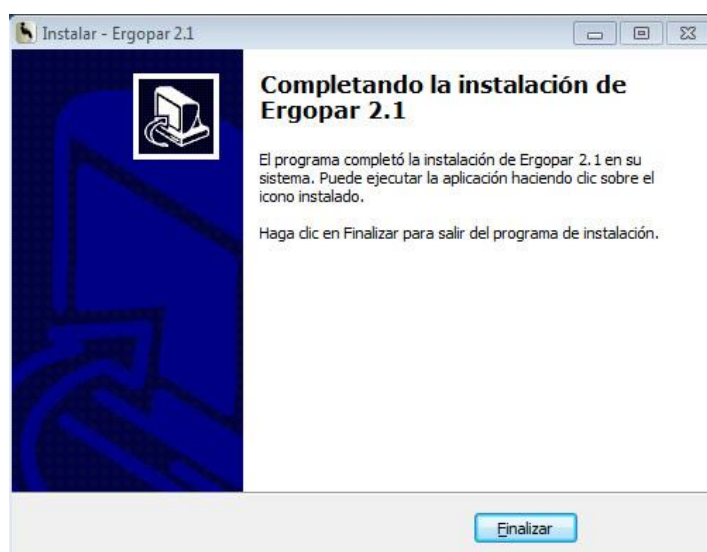 Instalar - Ergopar 2.1
Completando la instalación de
Ergopar 2.1
El programa completó la instalación de Ergopar 2.1 en su
sistema. Puede ejecutar la aplicación haciendo clic sobre el
icono instalado.
Haga clic en Finalizar para salir del programa de instalación.
Finalizar